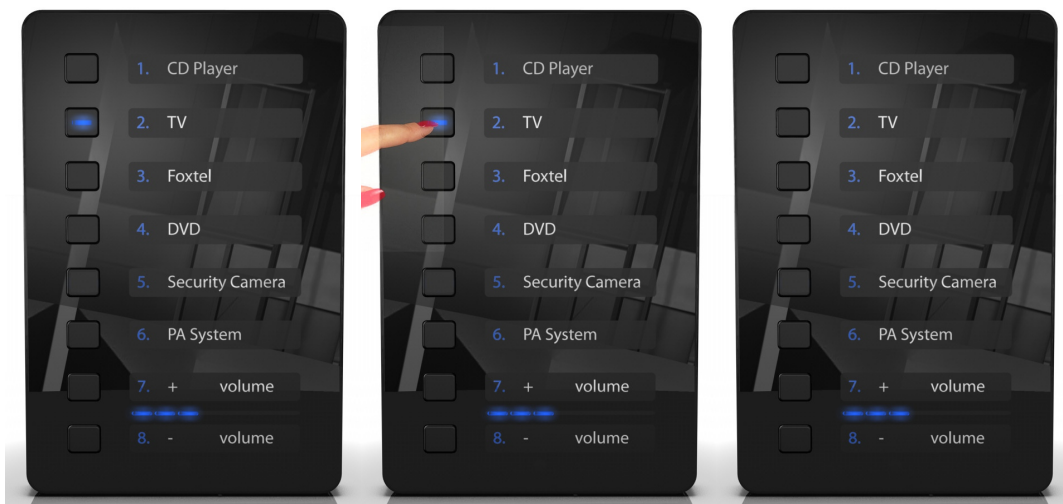 1. CD Player
2. TV
3. Foxtel
4. DVD
5. Security Camera
6. PA System
7. + volume
8. - volume
1. CD Player
2. TV
3. Foxtel
4. DVD
5. Security Camera
6. PA System
7. + volume
8. - volume
1. CD Player
2. TV
3. Foxtel
4. DVD
5. Security Camera
6. PA System
7. + volume
8. - volume